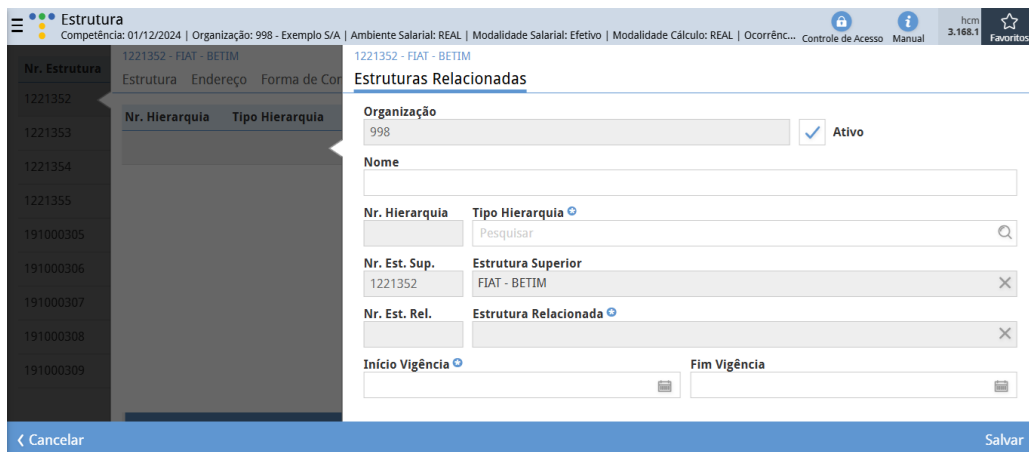 Estrutura
Competência: 01/12/2024 | Organização: 998 - Exemplo S/A | Ambiente Salarial: REAL | Modalidade Salarial: Efetivo | Modalidade Cálculo: REAL | Ocorrênc...
Controle de Acesso
Manual
hcm
3.168.1
Favoritos
Nr. Estrutura
1221352
1221353
1221354
1221355
191000305
191000306
191000307
191000308
191000309
1221352 - FIAT - BETIM
Estrutura Endereço Forma de Cor
Nr. Hierarquia Tipo Hierarquia
1221352 - FIAT - BETIM
Estruturas Relacionadas
Organização
998
Ativo
Nome
Nr. Hierarquia Tipo Hierarquia
Pesquisar
Nr. Est. Sup. Estrutura Superior
1221352 FIAT - BETIM
Nr. Est. Rel. Estrutura Relacionada
Início Vigência Fim Vigência
Cancelar Salvar